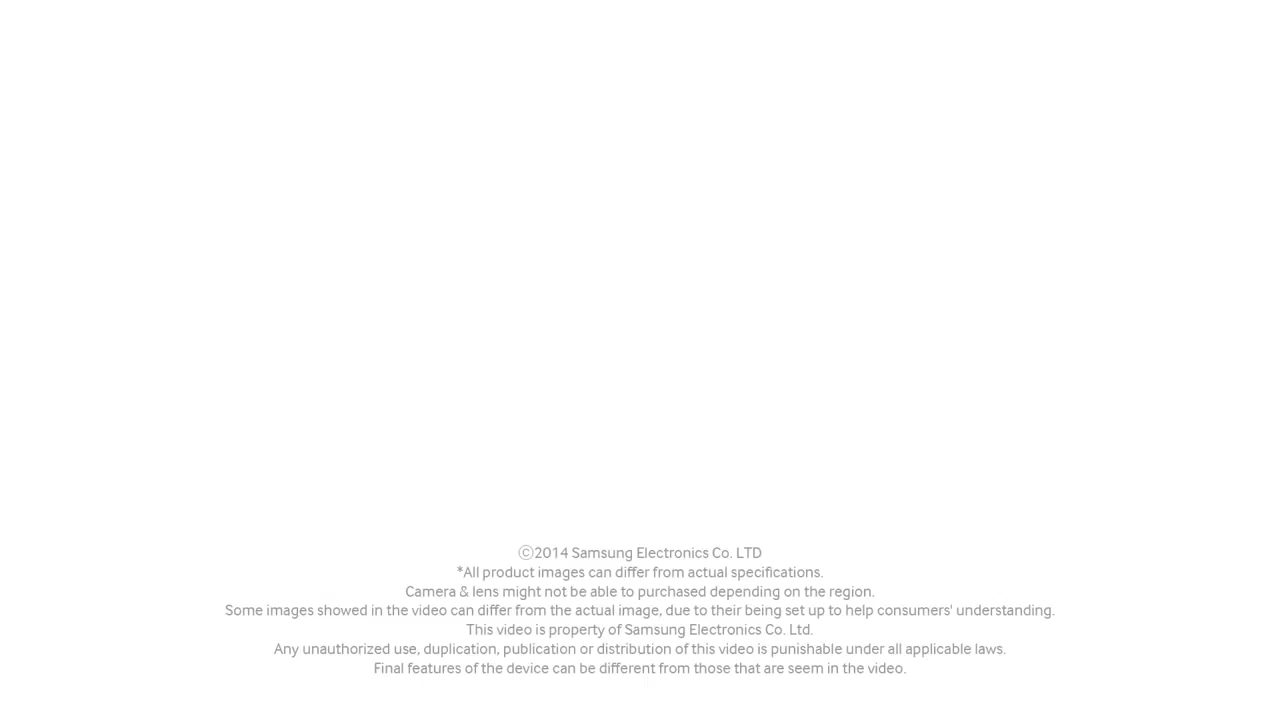 ⓒ2014 Samsung Electronics Co. LTD
*All product images can differ from actual specifications.
Camera & lens might not be able to purchased depending on the region.
Some images showed in the video can differ from the actual image, due to their being set up to help consumers' understanding.
This video is property of Samsung Electronics Co. Ltd.
Any unauthorized use, duplication, publication or distribution of this video is punishable under all applicable laws.
Final features of the device can be different from those that are seem in the video.